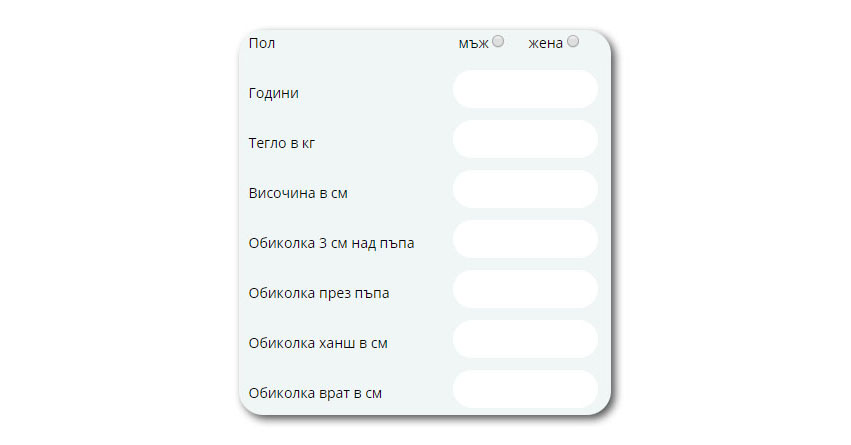 Пол мъж жена
Години
Тегло в кг
Височина в см
Обиколка 3 см над пъпа
Обиколка през пъпа
Обиколка ханш в см
Обиколка врат в см